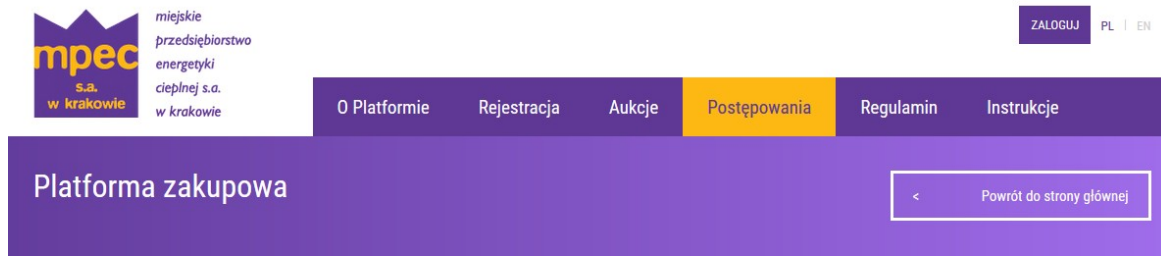 mpec
s.a.
w krakowie
miejskie
przedsiębiorstwo
energetyki
cieplnej s.a.
w krakowie
ZALOGUJ PL | EN
O Platformie Rejestracja Aukcje Postępowania Regulamin Instrukcje
Platforma zakupowa
< Powrót do strony głównej